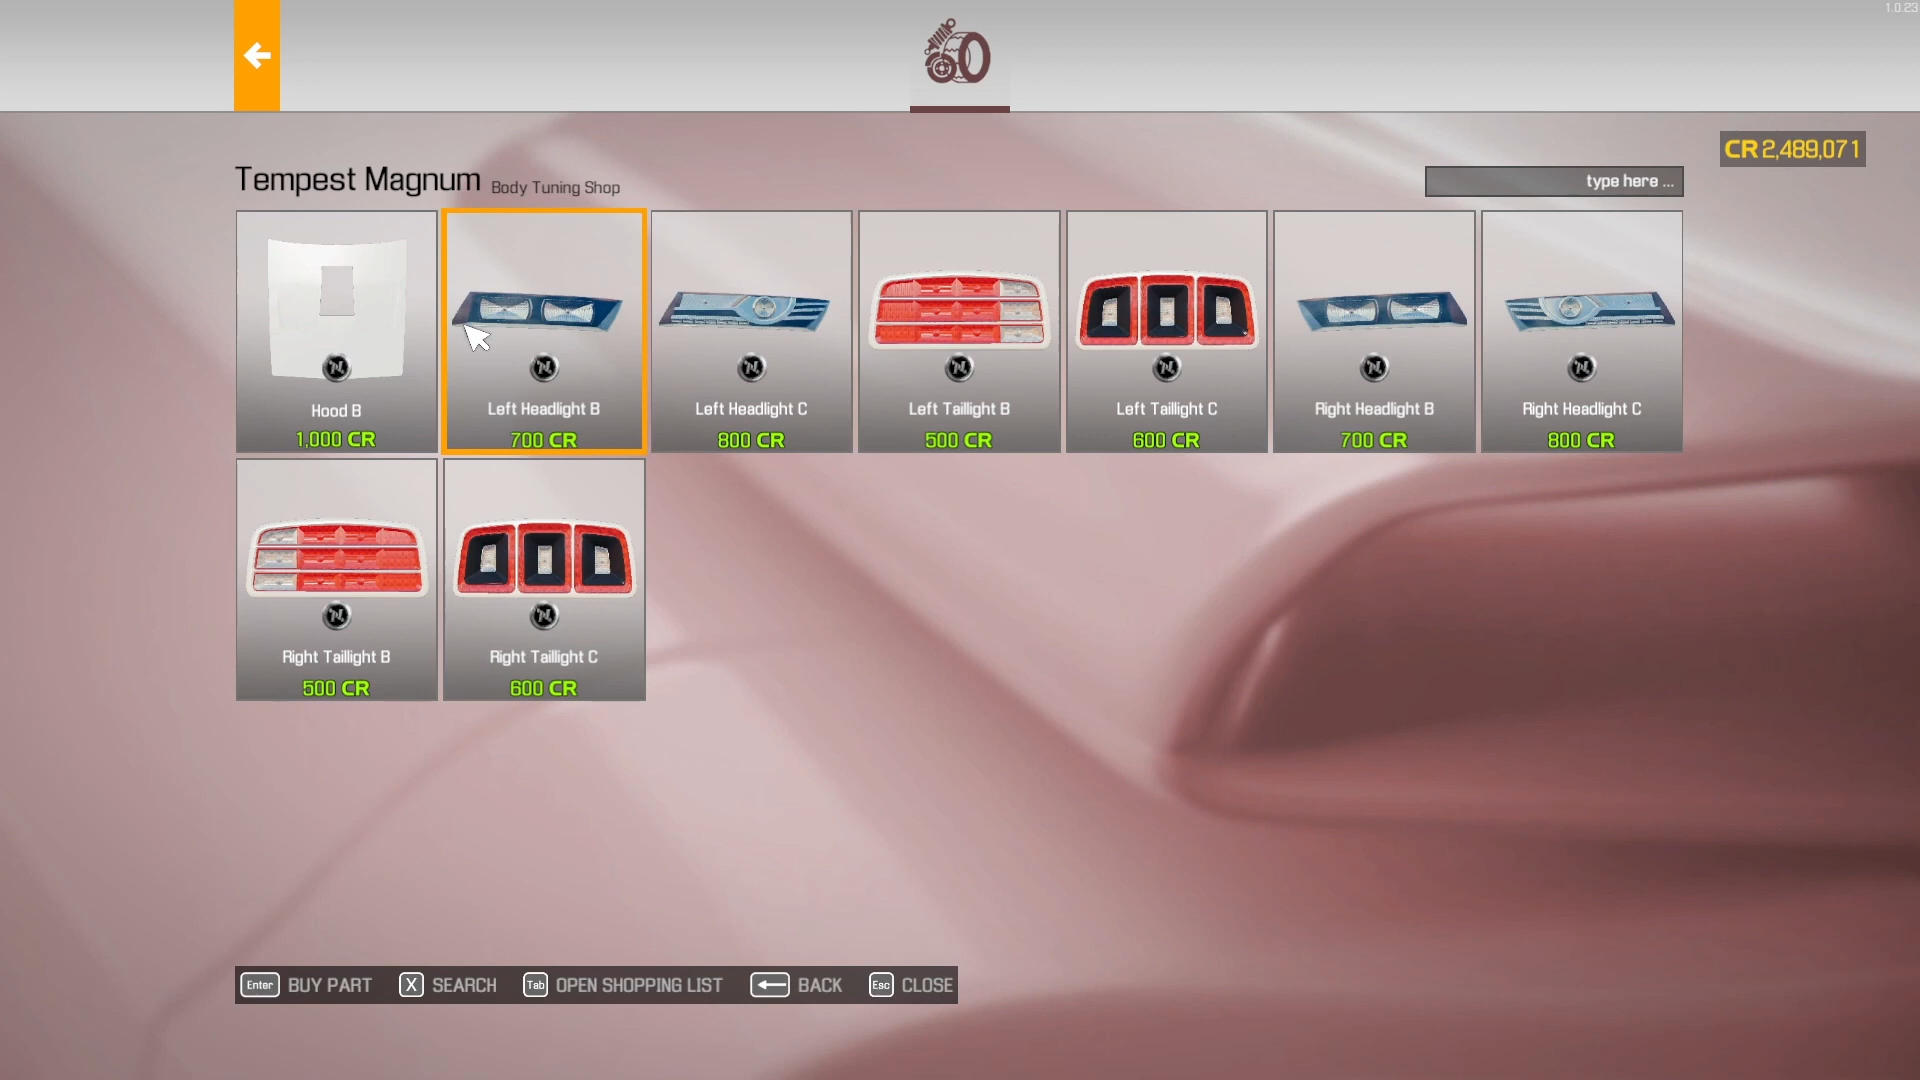 1.0.23
CR 2,489,071
Tempest Magnum Body Tuning Shop
type here ...
Hood B
1,000 CR
Left Headlight B
700 CR
Left Headlight C
800 CR
Left Taillight B
500 CR
Left Taillight C
600 CR
Right Headlight B
700 CR
Right Headlight C
800 CR
Right Taillight B
500 CR
Right Taillight C
600 CR
Enter BUY PART X SEARCH Tab OPEN SHOPPING LIST BACK Esc CLOSE